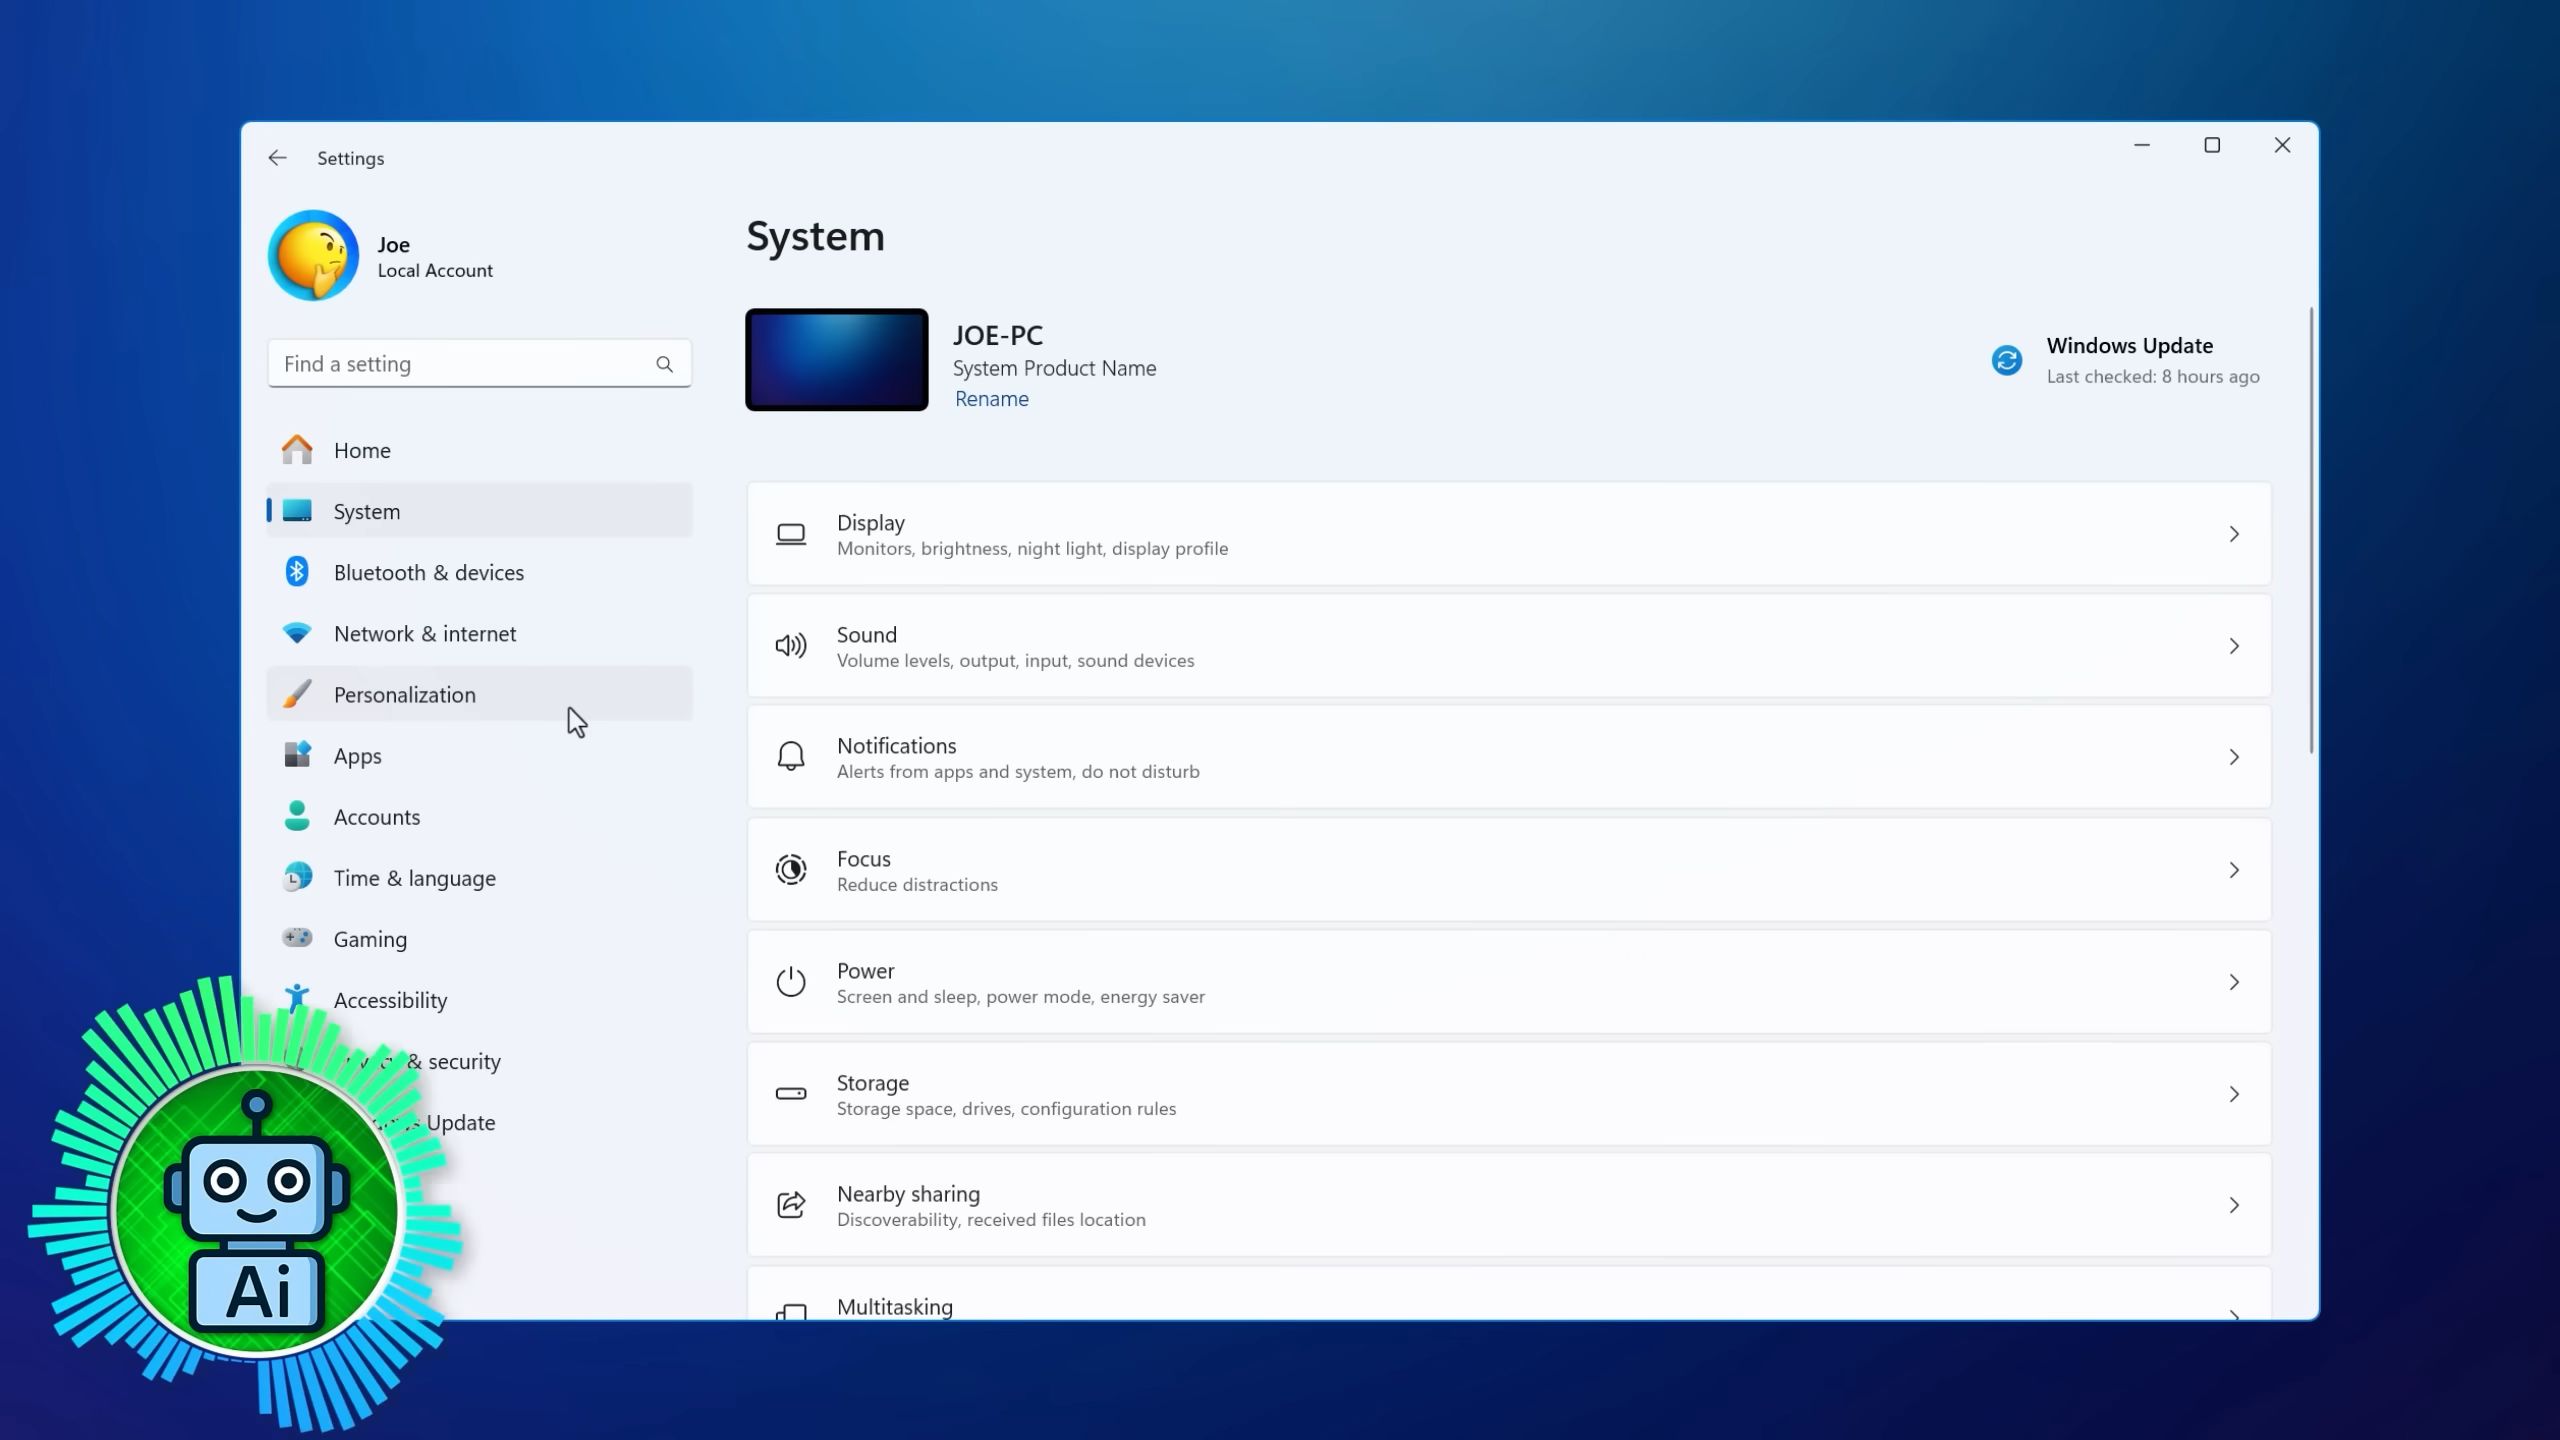 Settings
Joe
Local Account
Find a setting
Home
System
Bluetooth & devices
Network & internet
Personalization
Apps
Accounts
Time & language
Gaming
Accessibility
& security
Update
Ai
System
JOE-PC
System Product Name
Rename
Windows Update
Last checked: 8 hours ago
Display
Monitors, brightness, night light, display profile
Sound
Volume levels, output, input, sound devices
Notifications
Alerts from apps and system, do not disturb
Focus
Reduce distractions
Power
Screen and sleep, power mode, energy saver
Storage
Storage space, drives, configuration rules
Nearby sharing
Discoverability, received files location
Multitasking